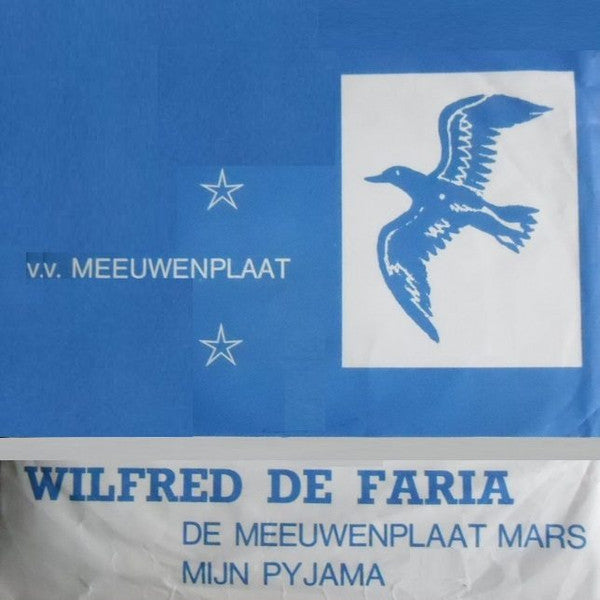 v.v. MEEUWENPLAAT
WILFRED DE FARIA
DE MEEUWENPLAAT MARS
MIJN PYJAMA